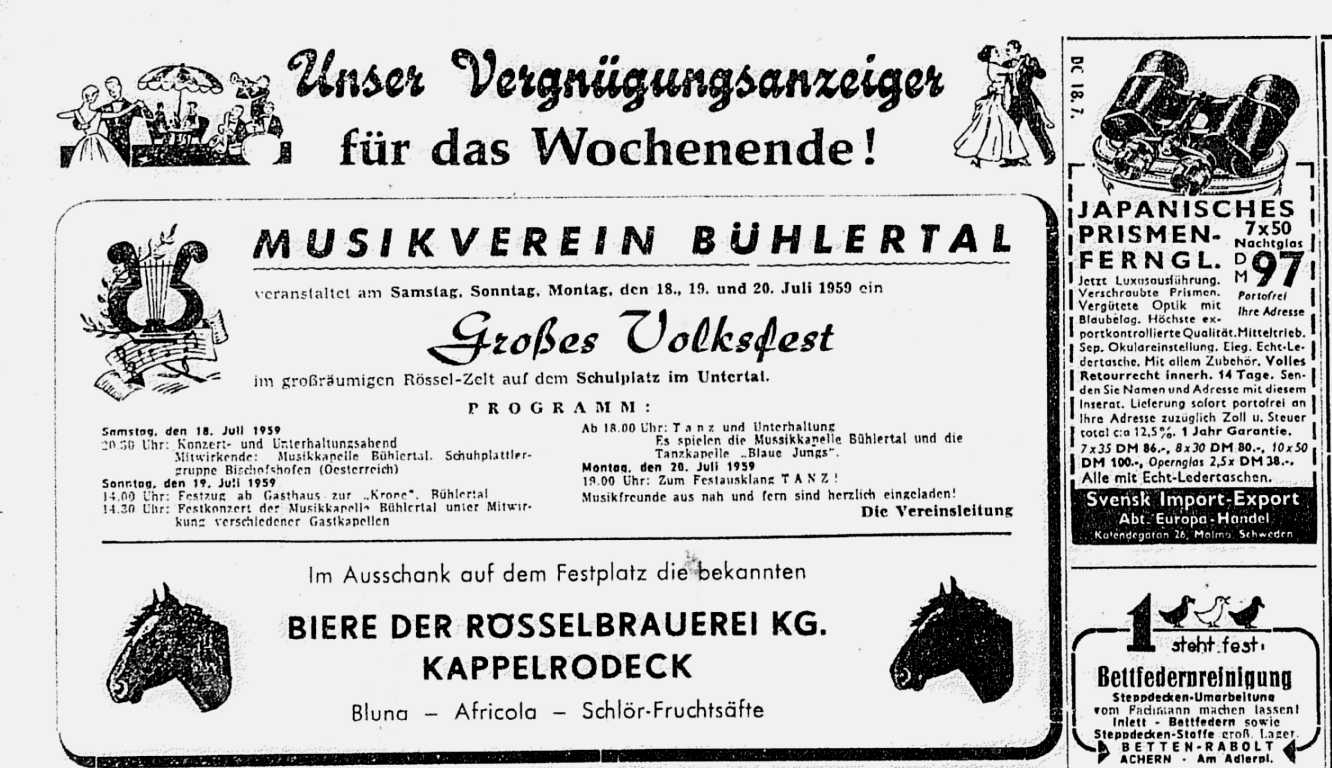 Unser Vergnügungsanzeiger
für das Wochenende!
MUSIKVEREIN BÜHLERTAL
veranstaltet am Samstag, Sonntag, Montag, den 18., 19. und 20. Juli 1959 ein
Großes Volksfest
im großräumigen Rössel-Zelt auf dem Schulplatz im Untertal.
PROGRAMM:
Samstag, den 18. Juli 1959
20.30 Uhr: Konzert- und Unterhaltungsabend
Mitwirkende: Musikkapelle Bühlertal. Schuhplattler-
gruppe Bischofshofen (Oesterreich)
Sonntag, den 19. Juli 1959
14.00 Uhr: Festzug ab Gasthaus zur „Krone". Bühlertal
14.30 Uhr: Festkonzert der Musikkapelle Bühlertal unter Mitwir-
kung verschiedener Gastkapellen
Ab 18.00 Uhr: Tanz und Unterhaltung
Es spielen die Mussikkapelle Bühlertal und die
Tanzkapelle „Blaue Jungs".
Montag, den 20. Juli 1959
19.00 Uhr: Zum Festausklang TANZ!
Musikfreunde aus nah und fern sind herzlich eingeladen!
Die Vereinsleitung
Im Ausschank auf dem Festplatz die bekannten
BIERE DER RÖSSELBRAUEREI KG.
KAPPELRODECK
Bluna – Africola – Schlör-Fruchtsäfte
DC 18.7.
JAPANISCHES
PRISMEN-
FERNGL.
7x50
Nachtglas
DM 97
Portofrei
Ihre Adresse
Jetzt Luxusausführung.
Verschraubte Prismen.
Vergütete Optik mit
Blaubelag. Höchste ex-
portkontrollierte Qualität. Mitteltrieb.
Sep. Okulareinstellung. Eleg. Echt-Le-
dertasche. Mit allem Zubehör. Volles
Retourrecht innerh. 14 Tage. Sen-
den Sie Namen und Adresse mit diesem
Inserat. Lieferung sofort portofrei an
Ihre Adresse zuzüglich Zoll u. Steuer
total c:a 12,5%. 1 Jahr Garantie.
7x35 DM 86.-, 8x30 DM 80.-, 10x50
DM 100.-, Opernglas 2,5x DM 38.-.
Alle mit Echt-Ledertaschen.
Svensk Import-Export
Abt. Europa-Handel
Kalendegatan 26, Malmö, Schweden
1 steht fest:
Bettfedernreinigung
Steppdecken-Umarbeitung
vom Fachmann machen lassen!
Inlett - Bettfedern sowie
Steppdecken-Stoffe groß. Lager.
BETTEN-RABOLT
ACHERN - Am Adlerpl.